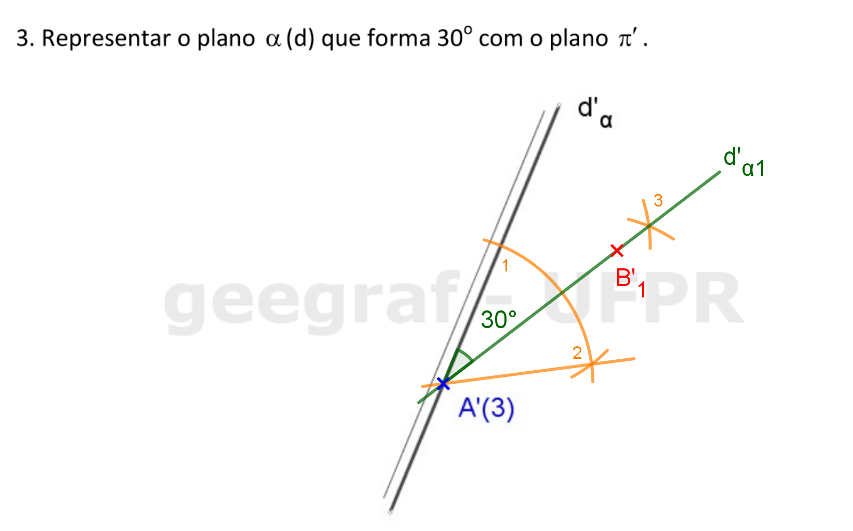 3. Representar o plano α (d) que forma 30° com o plano π′ .
d'α
d'α1
3
1
B'1
geegraf - UFPR
30°
2
A'(3)